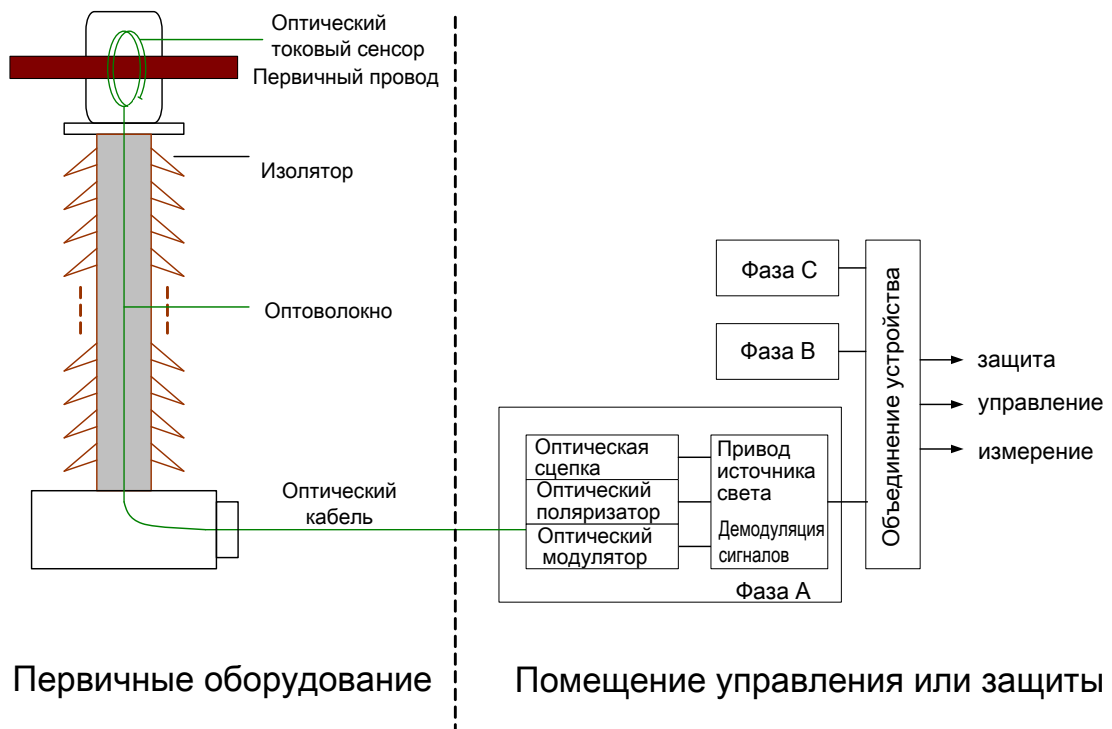 Оптический
токовый сенсор
Первичный провод
Изолятор
Оптоволокно
Оптический
кабель
Фаза С
Фаза В
Оптическая
сцепка
Оптический
поляризатор
Оптический
модулятор
Привод
источника
света
Демодуляция
сигналов
Фаза А
Объединение устройства
защита
управление
измерение
Первичные оборудование
Помещение управления или защиты